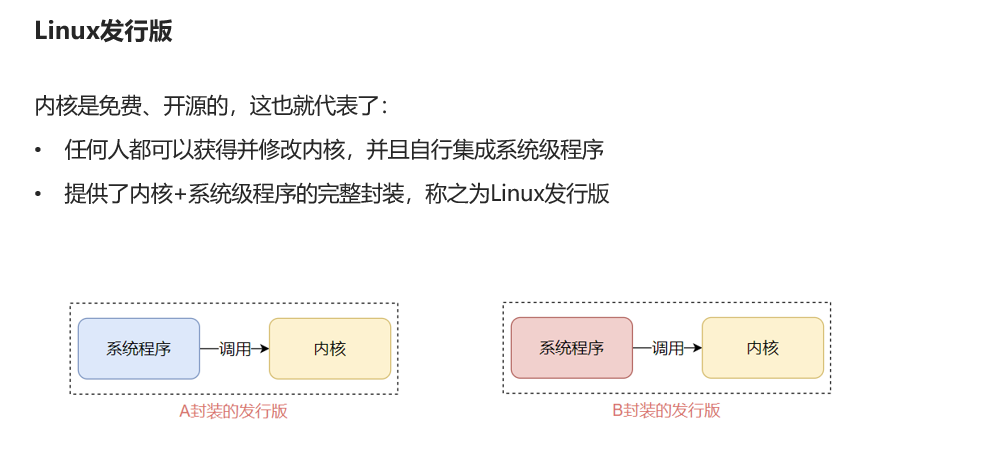 Linux发行版
内核是免费、开源的，这也就代表了：
• 任何人都可以获得并修改内核，并且自行集成系统级程序
• 提供了内核+系统级程序的完整封装，称之为Linux发行版
系统程序 调用 内核
A封装的发行版
系统程序 调用 内核
B封装的发行版